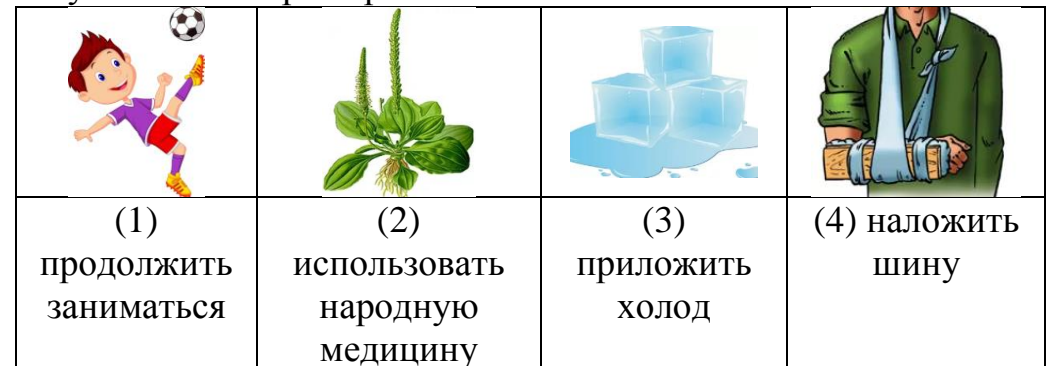 (1)
продолжить
заниматься
(2)
использовать
народную
медицину
(3)
приложить
холод
(4) наложить
шину